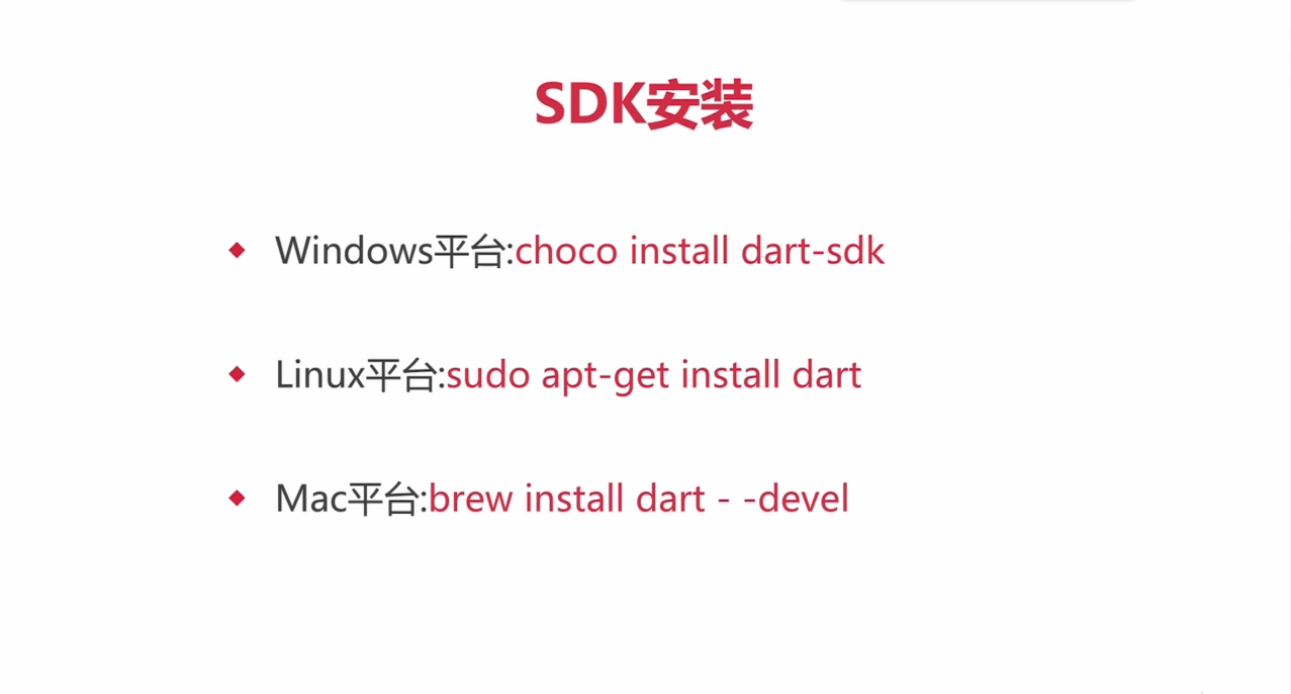 SDK安装
Windows平台:choco install dart-sdk
Linux平台:sudo apt-get install dart
Mac平台:brew install dart - -devel